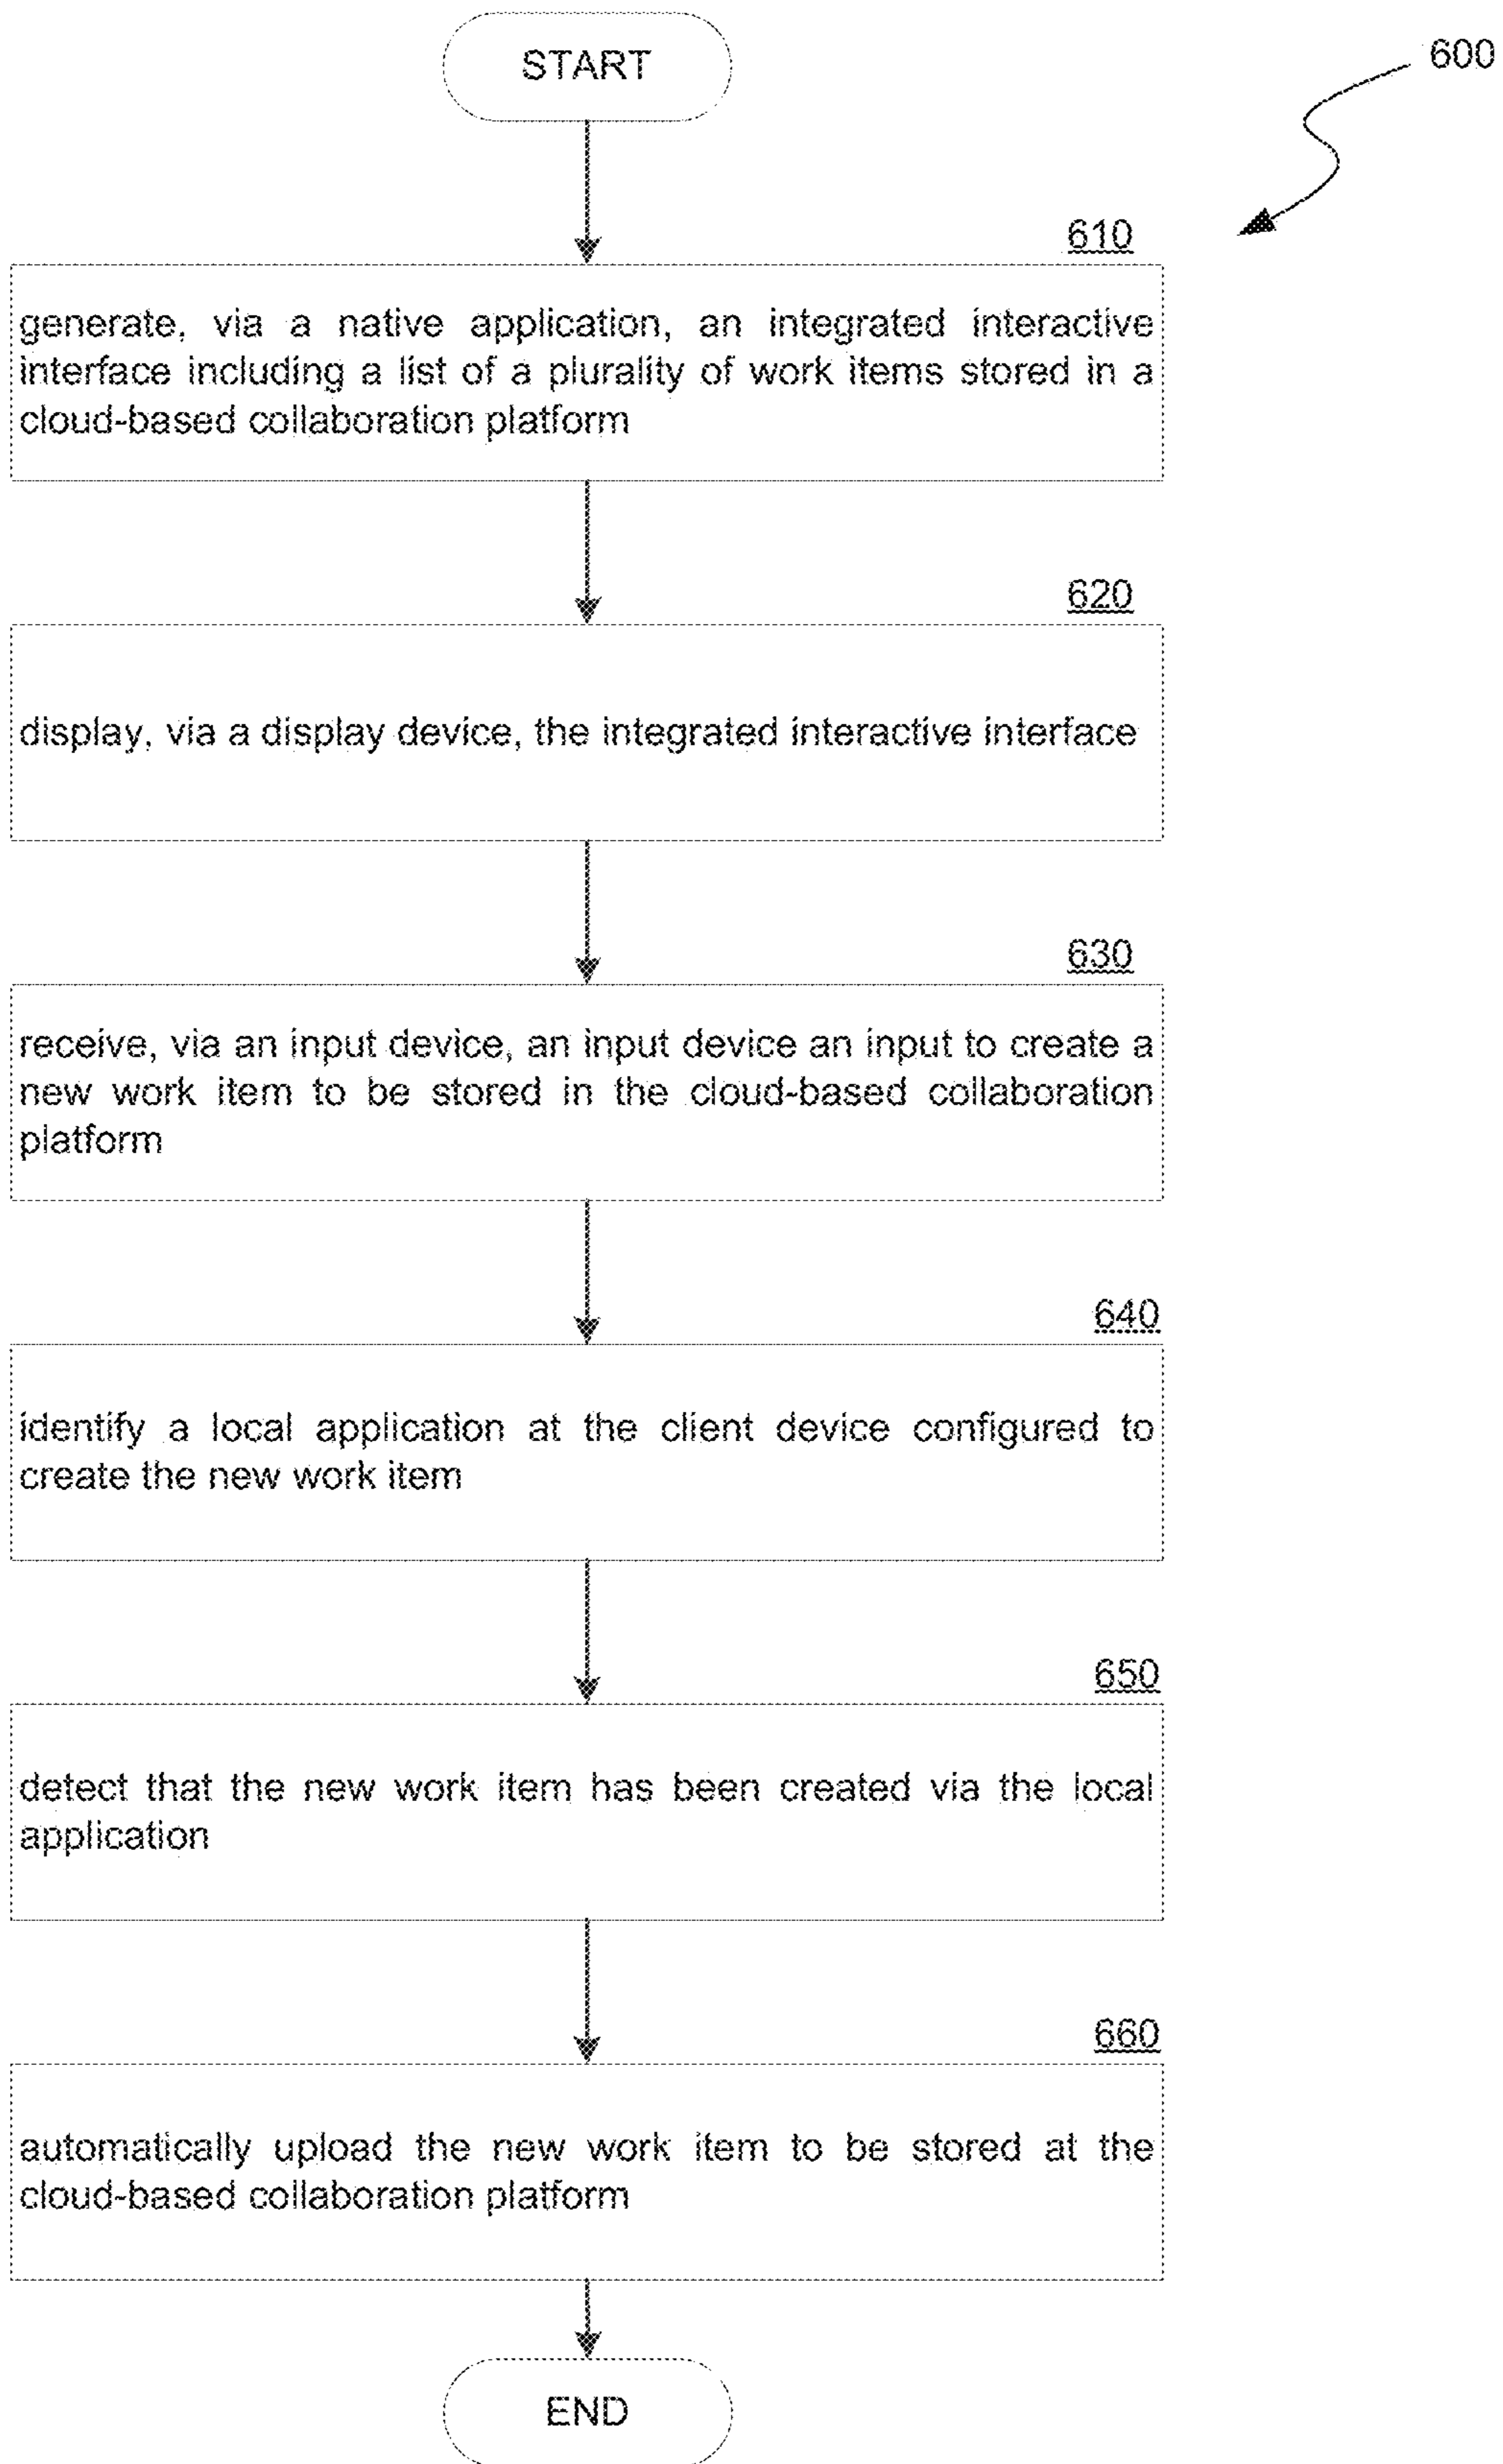 START
600
610
generate, via a native application, an integrated interactive
interface including a list of a plurality of work items stored in a
cloud-based collaboration platform
620
display, via a display device, the integrated interactive interface
630
receive, via an input device, an input device an input to create a
new work item to be stored in the cloud-based collaboration
platform
640
identify a local application at the client device configured to
create the new work item
650
detect that the new work item has been created via the local
application
660
automatically upload the new work item to be stored at the
cloud-based collaboration platform
END